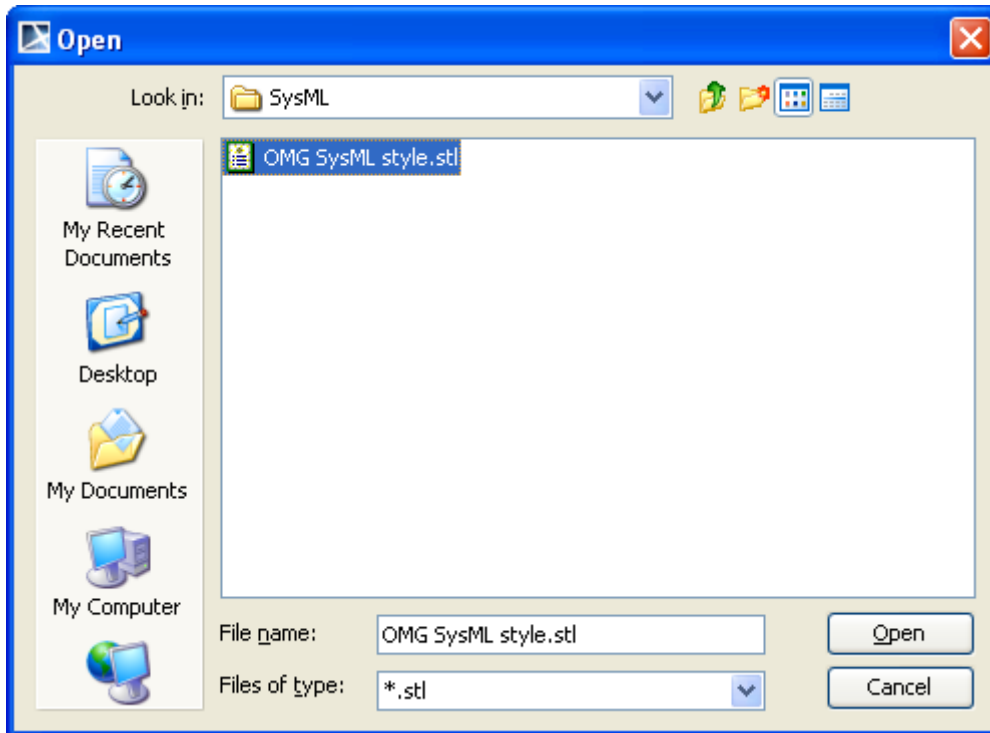 Open
Look in:
SysML
OMG SysML style.stl
My Recent
Documents
Desktop
My Documents
My Computer
File name:
OMG SysML style.stl
Open
Files of type:
*.stl
Cancel